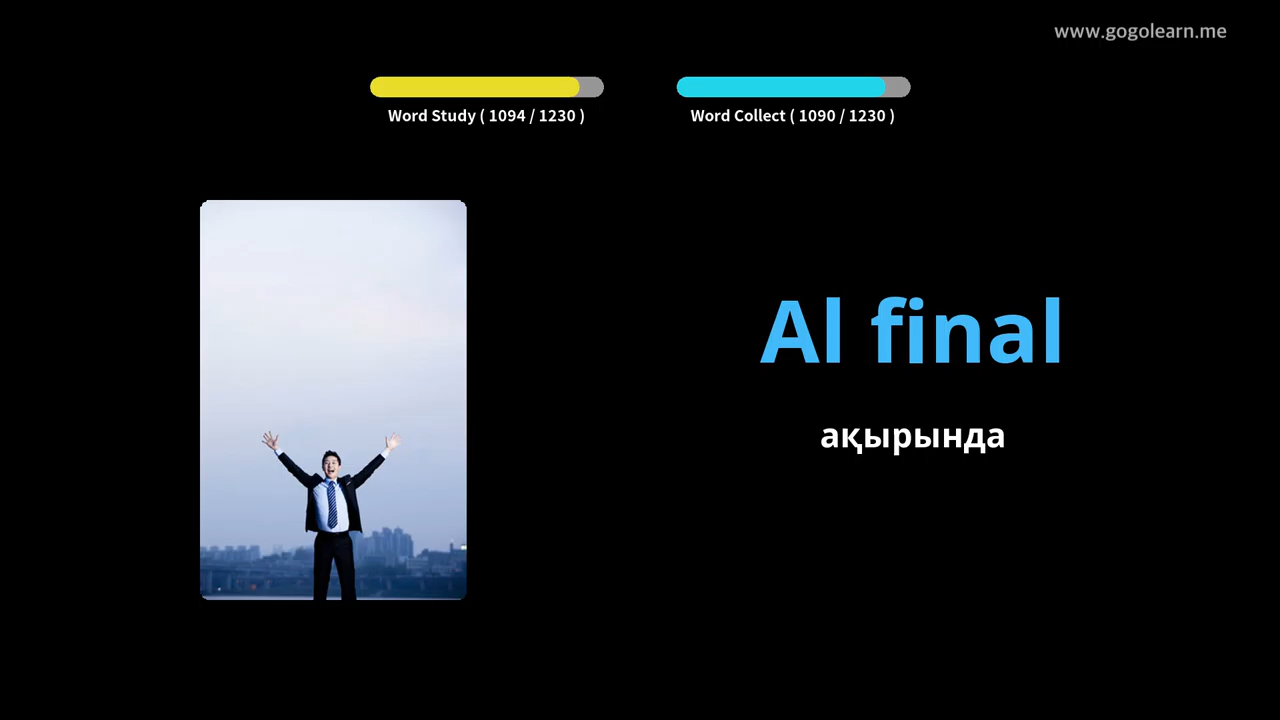 www.gogolearn.me
Word Study ( 1094 / 1230 )
Word Collect ( 1090 / 1230 )
Al final
ақырында